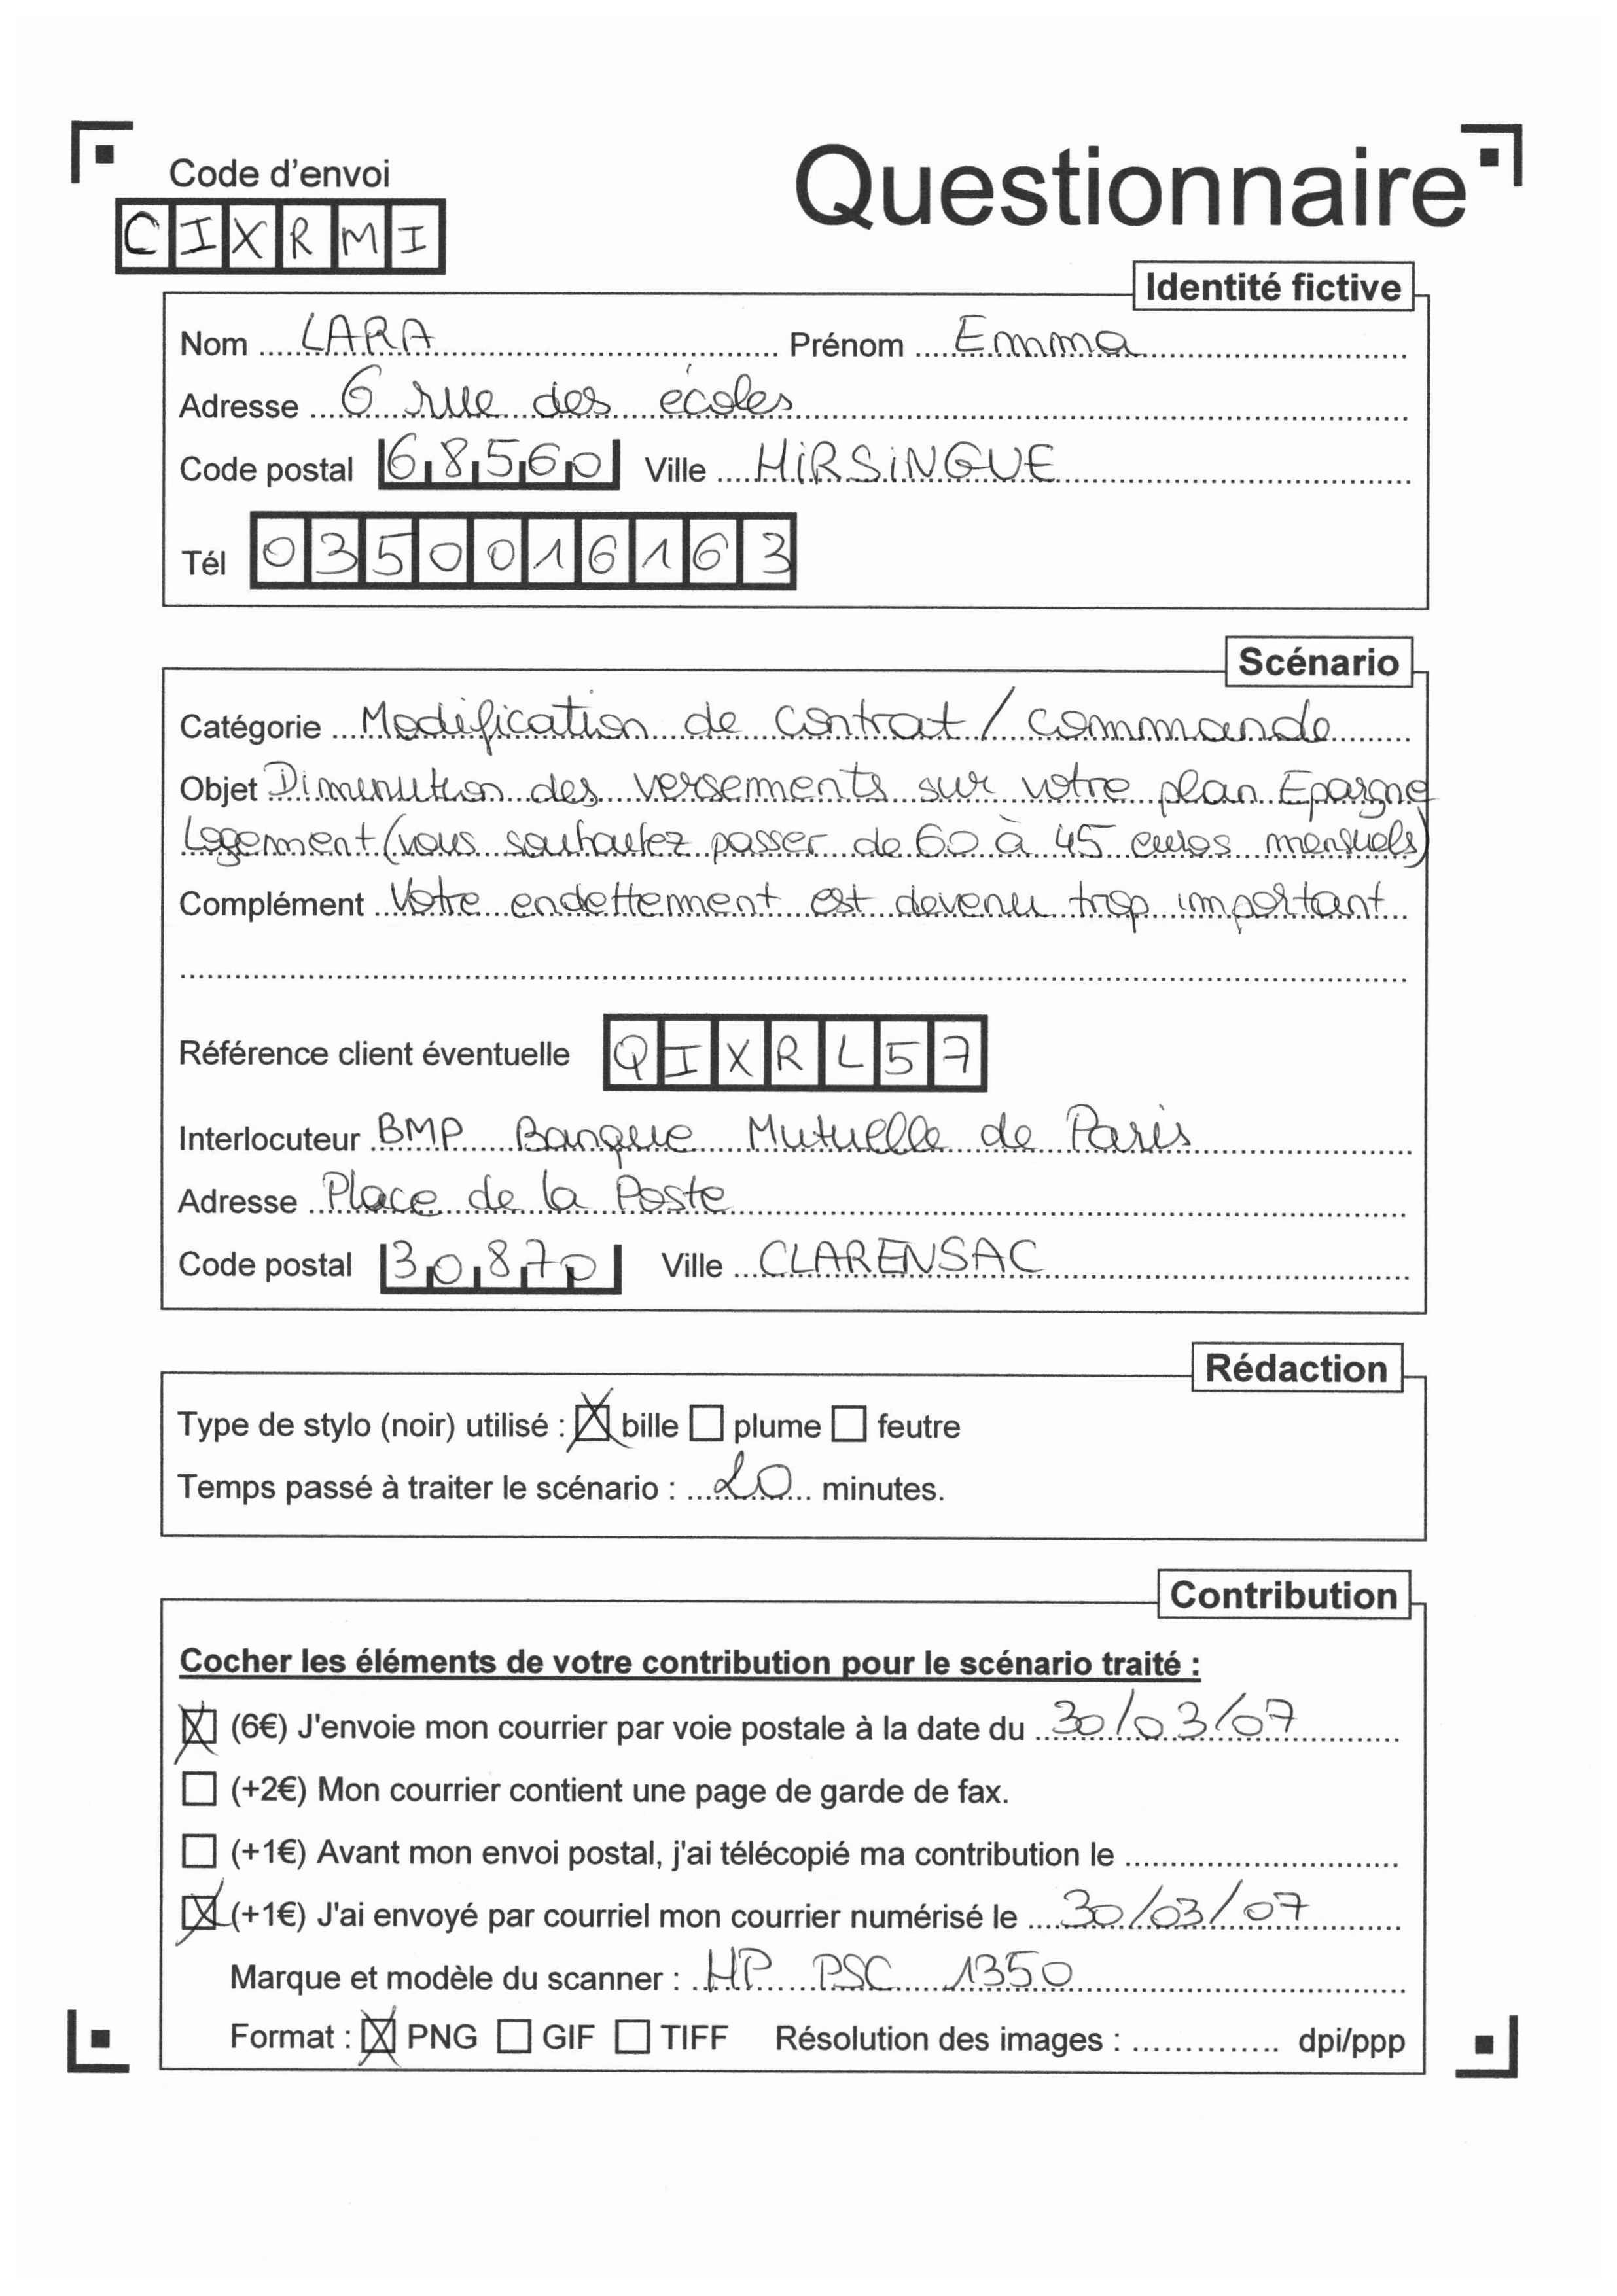 Code d'envoi
Questionnaire
CIXRMI
Identité fictive
Nom LARA Prénom Emma
Adresse 6 rue des écoles
Code postal 68560 Ville HIRSINGUE
Tél 0350016163
Scénario
Catégorie Modification de contrat / commande
Objet Diminution des versements sur votre plan Epargne
Logement (vous souhaitez passer de 60 à 45 euros mensuels)
Complément Votre endettement est devenu trop important
Référence client éventuelle QIXRL57
Interlocuteur BMP Banque Mutuelle de Paris
Adresse Place de la Poste
Code postal 30870 Ville CLARENSAC
Rédaction
Type de stylo (noir) utilisé : bille plume feutre
Temps passé à traiter le scénario : 20 minutes.
Contribution
Cocher les éléments de votre contribution pour le scénario traité :
(6€) J'envoie mon courrier par voie postale à la date du 30/03/07
(+2€) Mon courrier contient une page de garde de fax.
(+1€) Avant mon envoi postal, j'ai télécopié ma contribution le
(+1€) J'ai envoyé par courriel mon courrier numérisé le 30/03/07
Marque et modèle du scanner : HP PSC 1350
Format : PNG GIF TIFF Résolution des images : dpi/ppp